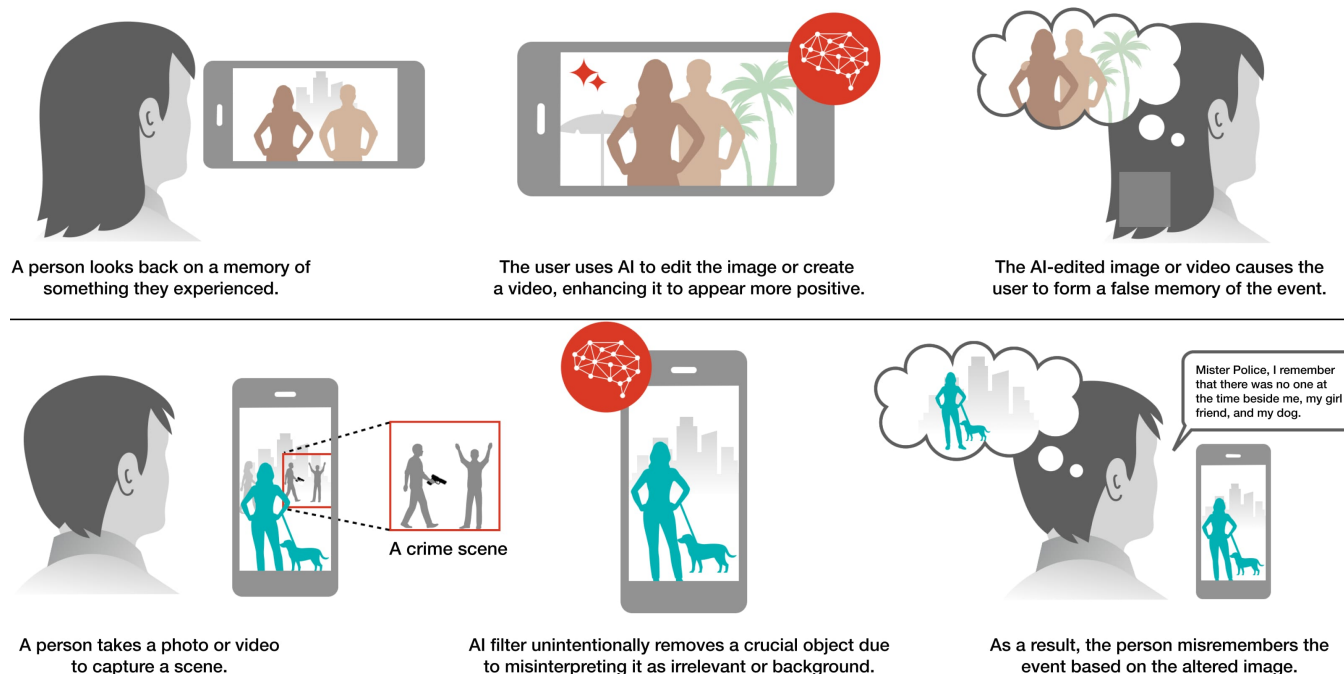 A person looks back on a memory of
something they experienced.
The user uses AI to edit the image or create
a video, enhancing it to appear more positive.
The AI-edited image or video causes the
user to form a false memory of the event.
A crime scene
Mister Police, I remember
that there was no one at
the time beside me, my girl
friend, and my dog.
A person takes a photo or video
to capture a scene.
AI filter unintentionally removes a crucial object due
to misinterpreting it as irrelevant or background.
As a result, the person misremembers the
event based on the altered image.